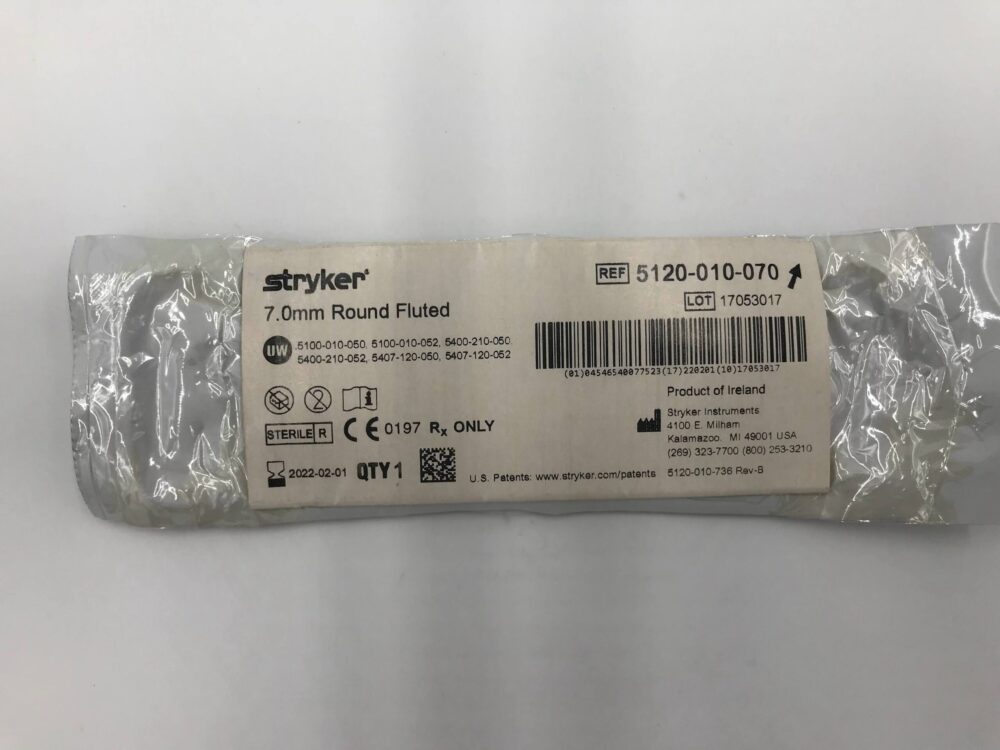 stryker
7.0mm Round Fluted
UW 5100-010-050, 5100-010-052, 5400-210-050,
5400-210-052, 5407-120-050, 5407-120-052
STERILE R
CE 0197 Rx ONLY
2022-02-01 QTY 1
REF 5120-010-070
LOT 17053017
(01)04546540077523(17)220201(10)17053017
Product of Ireland
Stryker Instruments
4100 E. Milham
Kalamazoo, MI 49001 USA
(269) 323-7700 (800) 253-3210
U.S. Patents: www.stryker.com/patents 5120-010-736 Rev-B